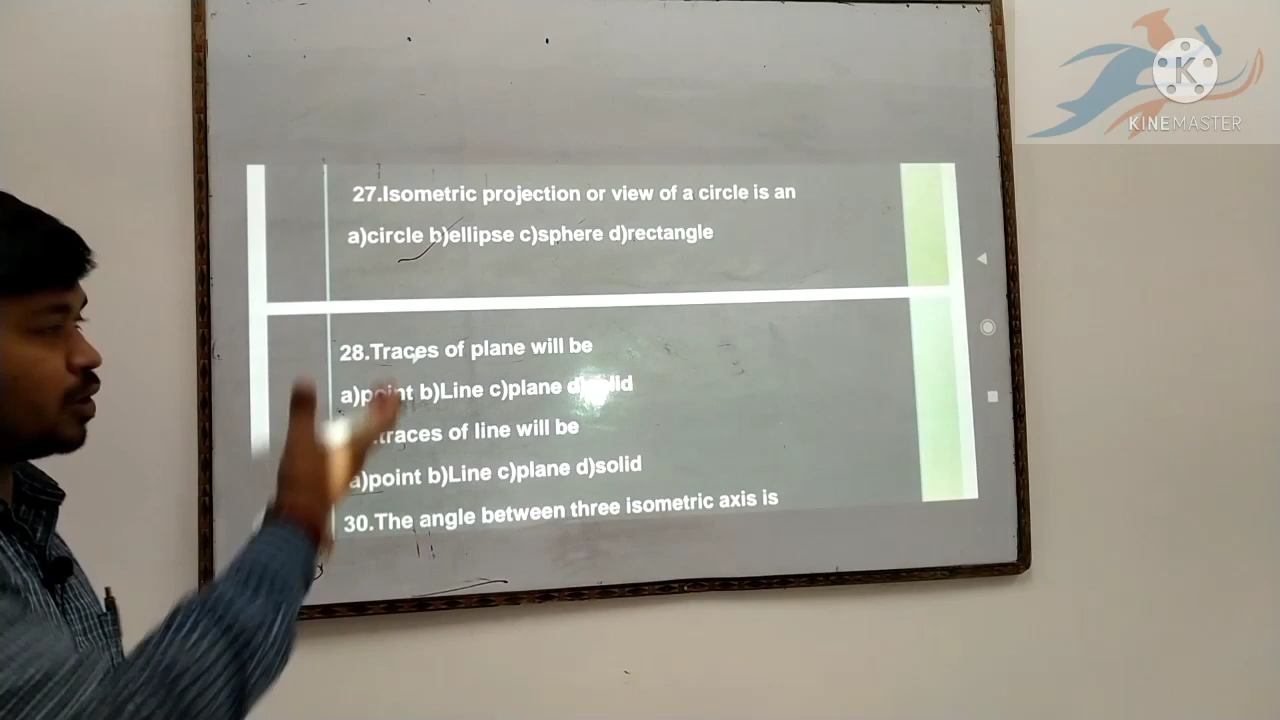 27.Isometric projection or view of a circle is an
a)circle b)ellipse c)sphere d)rectangle
28.Traces of plane will be
a)point b)Line c)plane d)solid
.traces of line will be
a)point b)Line c)plane d)solid
30.The angle between three isometric axis is
K
KINEMASTER